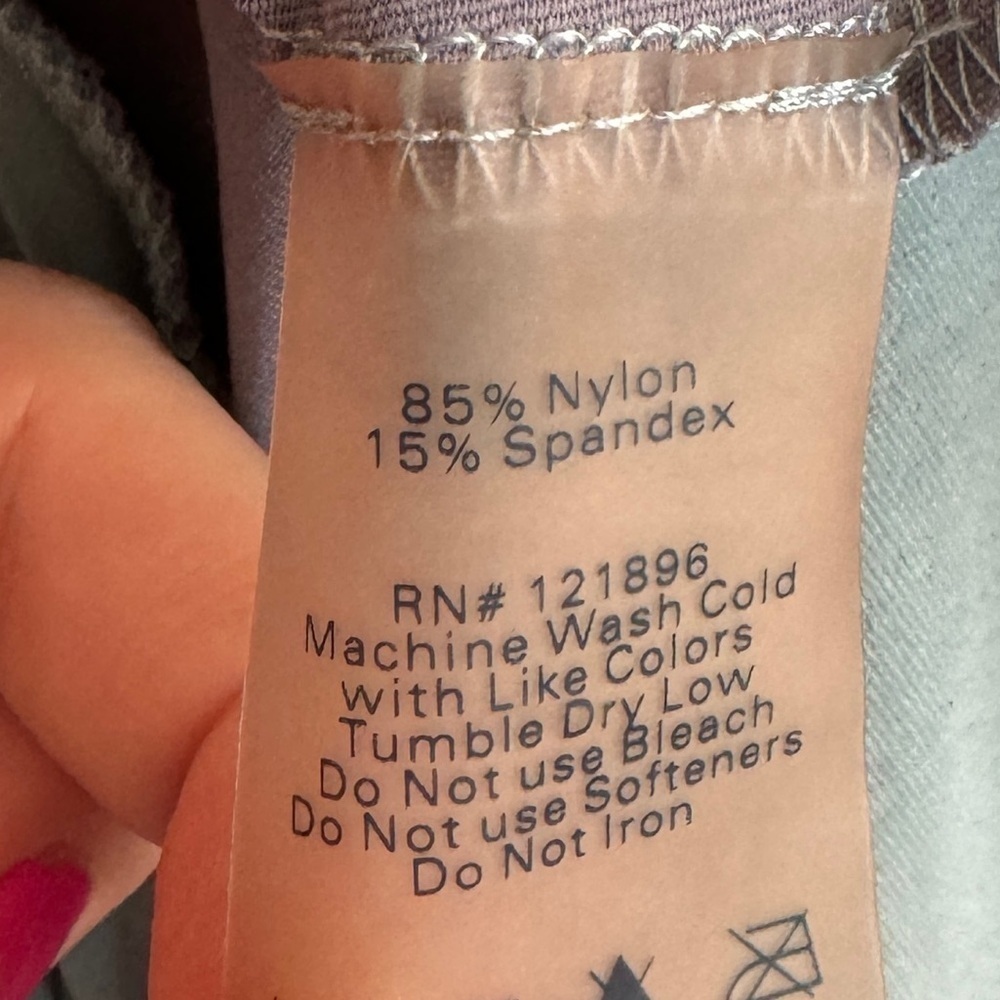 85% Nylon
15% Spandex
RN# 121896
Machine Wash Cold
with Like Colors
Tumble Dry Low
Do Not use Bleach
Do Not use Softeners
Do Not Iron